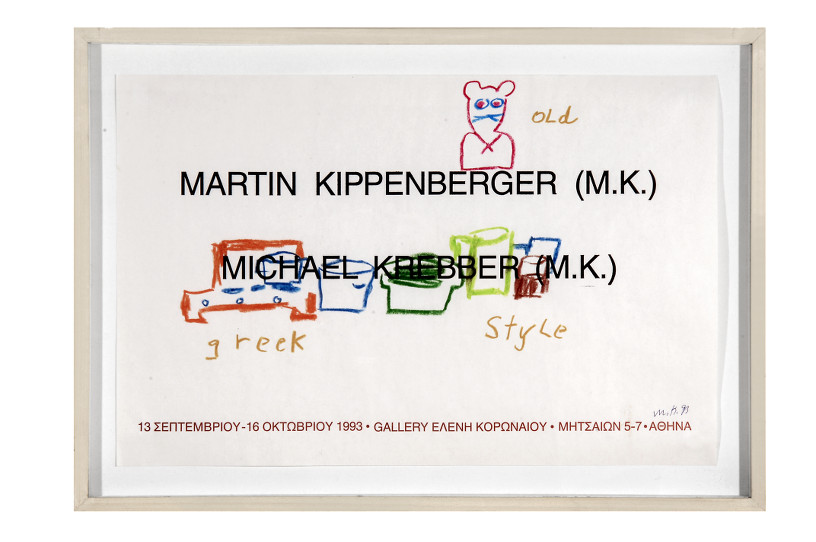 old
MARTIN KIPPENBERGER (M.K.)
MICHAEL KREBBER (M.K.)
greek Style
M.K. 93
13 ΣΕΠΤΕΜΒΡΙΟΥ-16 ΟΚΤΩΒΡΙΟΥ 1993 • GALLERY ΕΛΕΝΗ ΚΟΡΩΝΑΙΟΥ • ΜΗΤΣΑΙΩΝ 5-7 • ΑΘΗΝΑ